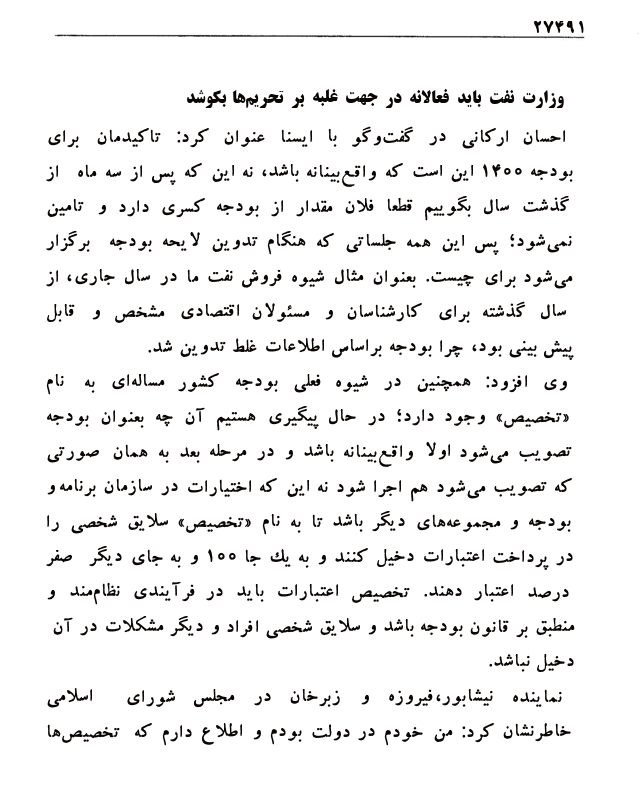 ۲۷۴۹۱
وزارت نفت باید فعالانه در جهت غلبه بر تحریم‌ها بکوشد
احسان ارکانی در گفت‌وگو با ایسنا عنوان کرد: تاکیدمان برای
بودجه ۱۴۰۰ این است که واقع‌بینانه باشد، نه این که پس از سه ماه از
گذشت سال بگوییم قطعا فلان مقدار از بودجه کسری دارد و تامین
نمی‌شود؛ پس این همه جلساتی که هنگام تدوین لایحه بودجه برگزار
می‌شود برای چیست. بعنوان مثال شیوه فروش نفت ما در سال جاری، از
سال گذشته برای کارشناسان و مسئولان اقتصادی مشخص و قابل
پیش بینی بود، چرا بودجه براساس اطلاعات غلط تدوین شد.
وی افزود: همچنین در شیوه فعلی بودجه کشور مساله‌ای به نام
«تخصیص» وجود دارد؛ در حال پیگیری هستیم آن چه بعنوان بودجه
تصویب می‌شود اولا واقع‌بینانه باشد و در مرحله بعد به همان صورتی
که تصویب می‌شود هم اجرا شود نه این که اختیارات در سازمان برنامه و
بودجه و مجموعه‌های دیگر باشد تا به نام «تخصیص» سلایق شخصی را
در پرداخت اعتبارات دخیل کنند و به یك جا ۱۰۰ و به جای دیگر صفر
درصد اعتبار دهند. تخصیص اعتبارات باید در فرآیندی نظام‌مند و
منطبق بر قانون بودجه باشد و سلایق شخصی افراد و دیگر مشکلات در آن
دخیل نباشد.
نماینده نیشابور،فیروزه و زبرخان در مجلس شورای اسلامی
خاطرنشان کرد: من خودم در دولت بودم و اطلاع دارم که تخصیص‌ها